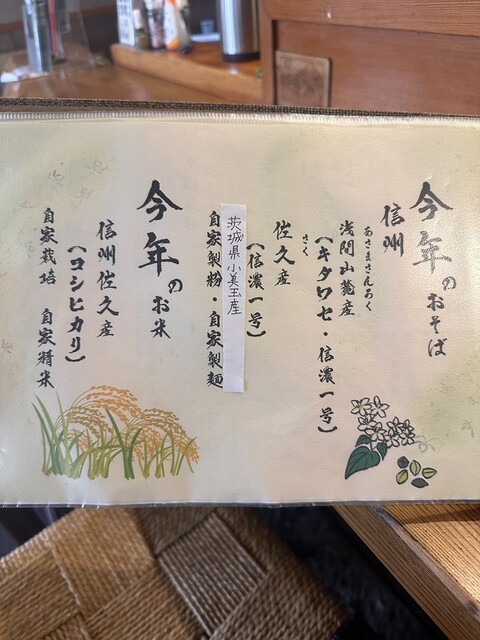 今年のおそば
信州
あさまさんろく
浅間山麓産
(キタワセ・信濃一号)
さく
佐久産
(信濃一号)
茨城県小美玉産
自家製粉・自家製麺
今年のお米
信州佐久産
(コシヒカリ)
自家栽培 自家精米